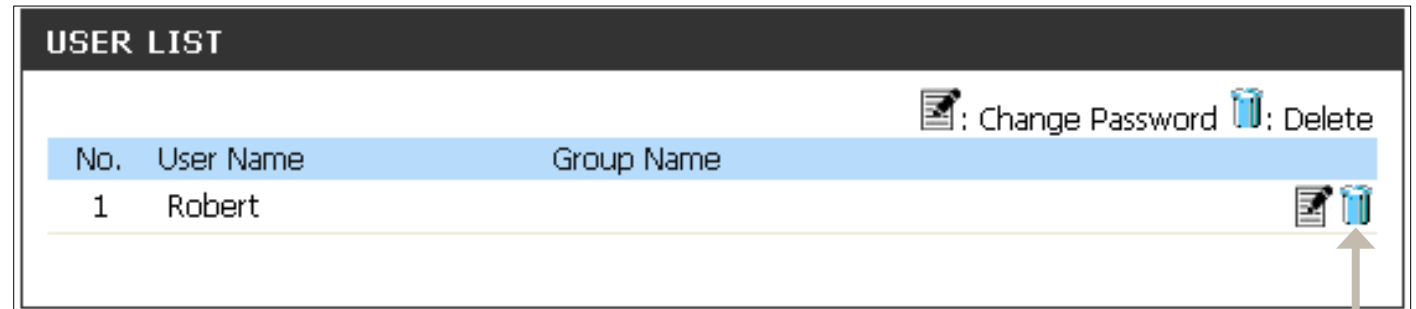 USER LIST
: Change Password : Delete
No. User Name Group Name
1 Robert